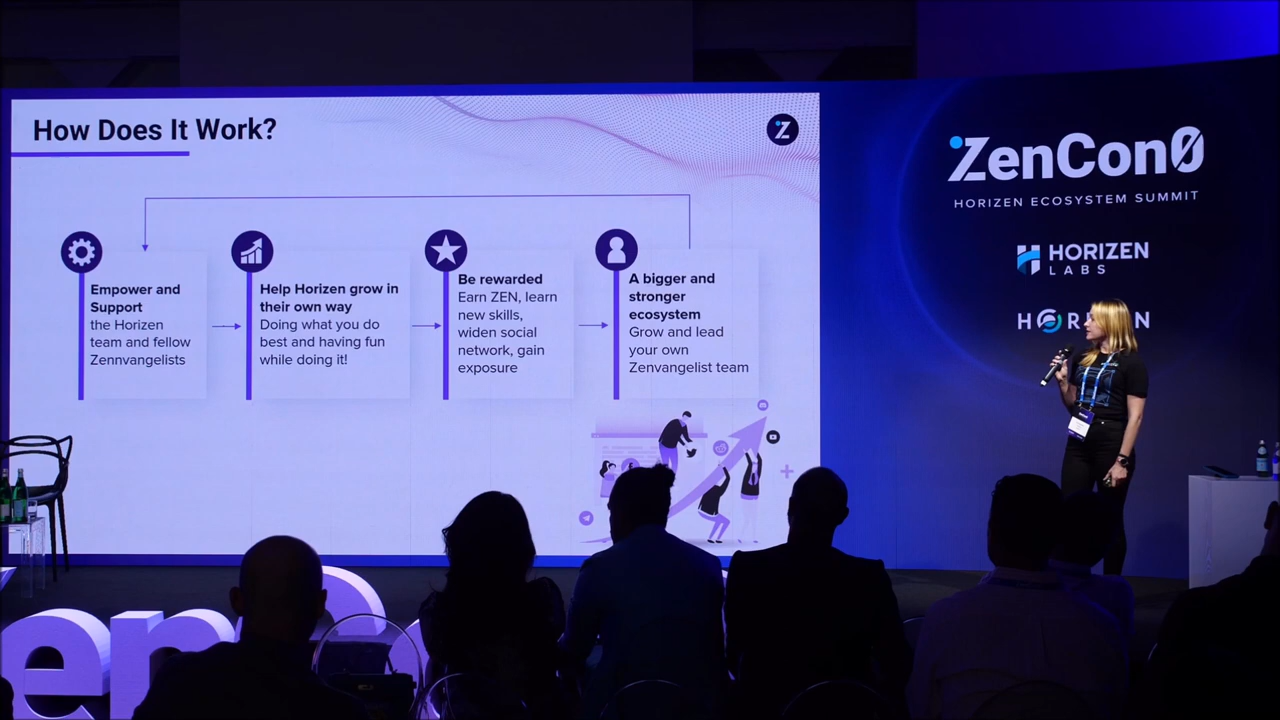 How Does It Work?
Empower and
Support
the Horizen
team and fellow
Zennvangelists
Help Horizen grow in
their own way
Doing what you do
best and having fun
while doing it!
Be rewarded
Earn ZEN, learn
new skills,
widen social
network, gain
exposure
A bigger and
stronger
ecosystem
Grow and lead
your own
Zenvangelist team
ZenCon0
HORIZEN ECOSYSTEM SUMMIT
HORIZEN
LABS